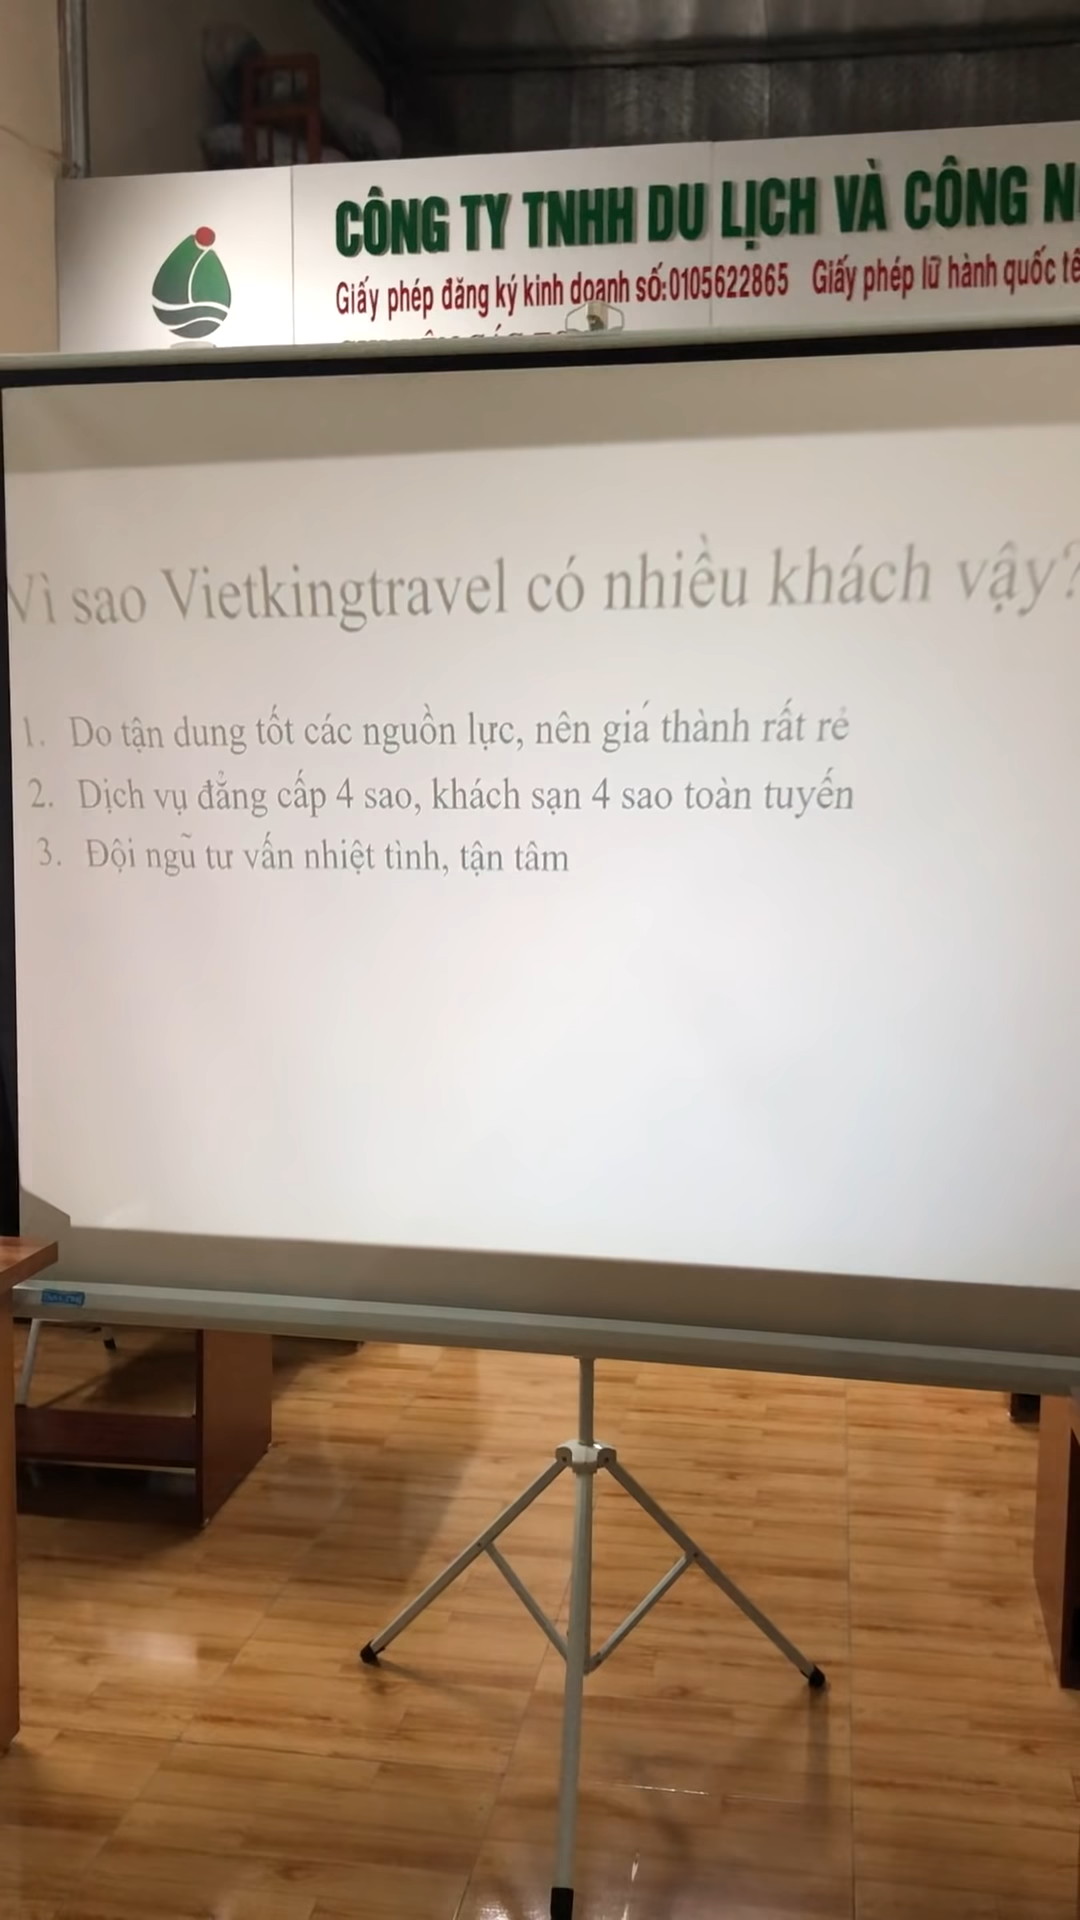 CÔNG TY TNHH DU LỊCH VÀ CÔNG
Giấy phép đăng ký kinh doanh số:0105622865 Giấy phép lữ hành quốc tế
Vì sao Vietkingtravel có nhiều khách vậy?
1. Do tận dung tốt các nguồn lực, nên giá thành rất rẻ
2. Dịch vụ đẳng cấp 4 sao, khách sạn 4 sao toàn tuyến
3. Đội ngũ tư vấn nhiệt tình, tận tâm